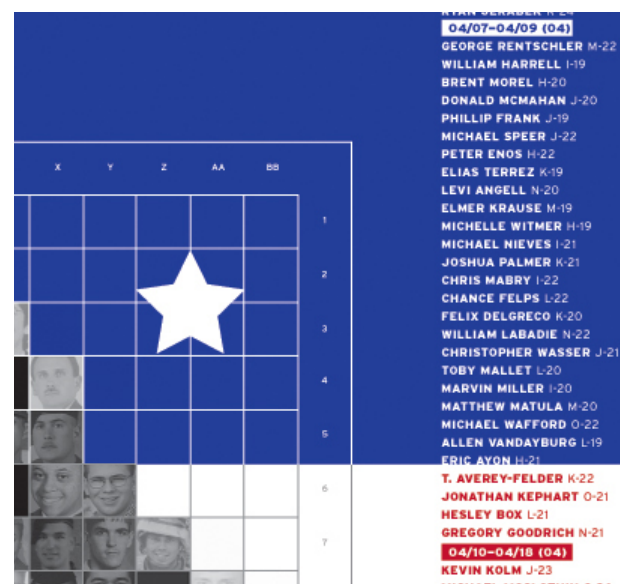 RYAN JERABEK K-24
04/07–04/09 (04)
GEORGE RENTSCHLER M-22
WILLIAM HARRELL I-19
BRENT MOREL H-20
DONALD MCMAHAN J-20
PHILLIP FRANK J-19
MICHAEL SPEER J-22
PETER ENOS H-22
ELIAS TERREZ K-19
LEVI ANGELL N-20
ELMER KRAUSE M-19
MICHELLE WITMER H-19
MICHAEL NIEVES I-21
JOSHUA PALMER K-21
CHRIS MABRY I-22
CHANCE FELPS L-22
FELIX DELGRECO K-20
WILLIAM LABADIE N-22
CHRISTOPHER WASSER J-21
TOBY MALLET L-20
MARVIN MILLER I-20
MATTHEW MATULA M-20
MICHAEL WAFFORD O-22
ALLEN VANDAYBURG L-19
ERIC AYON H-21
T. AVEREY-FELDER K-22
JONATHAN KEPHART O-21
HESLEY BOX L-21
GREGORY GOODRICH N-21
04/10–04/18 (04)
KEVIN KOLM J-23
X Y Z AA BB
1
2
3
4
5
6
7